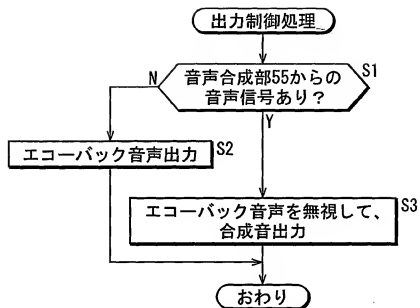 出力制御処理
音声合成部55からの
音声信号あり？
S1
N
Y
エコーバック音声出力
S2
エコーバック音声を無視して、
合成音出力
S3
おわり